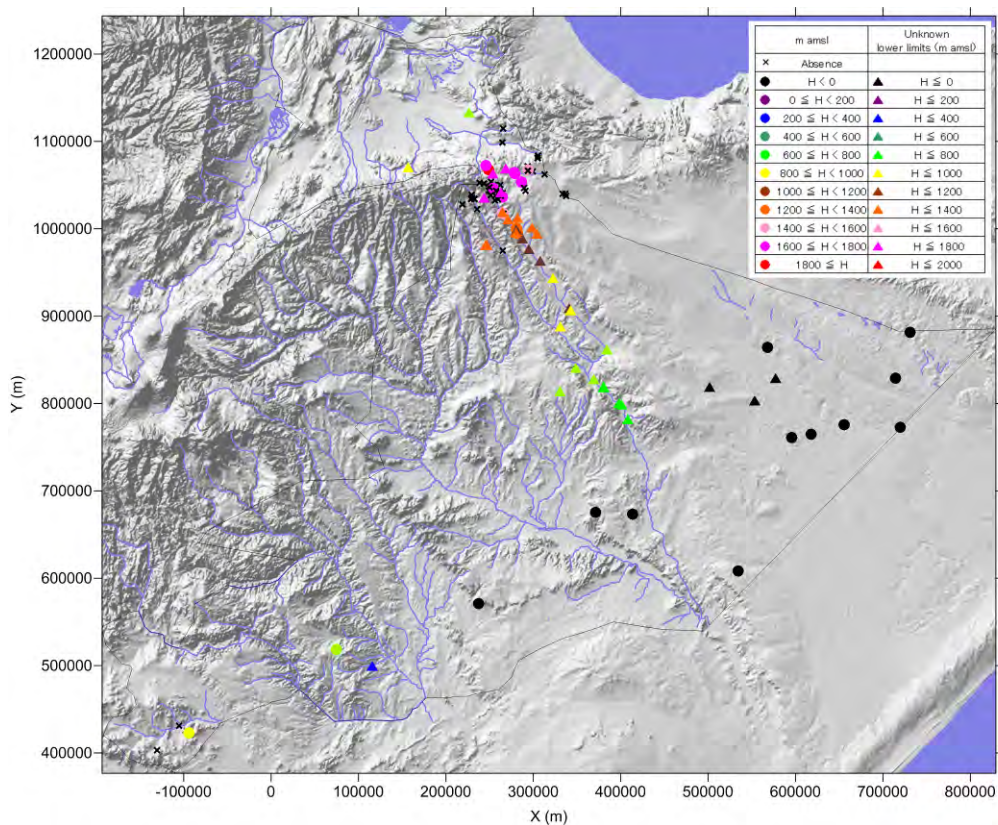 m amsl Unknown lower limits (m amsl)
× Absence
H < 0 H ≦ 0
0 ≦ H < 200 H ≦ 200
200 ≦ H < 400 H ≦ 400
400 ≦ H < 600 H ≦ 600
600 ≦ H < 800 H ≦ 800
800 ≦ H < 1000 H ≦ 1000
1000 ≦ H < 1200 H ≦ 1200
1200 ≦ H < 1400 H ≦ 1400
1400 ≦ H < 1600 H ≦ 1600
1600 ≦ H < 1800 H ≦ 1800
1800 ≦ H H ≦ 2000
1200000
1100000
1000000
900000
800000
700000
600000
500000
400000
Y (m)
-100000 0 100000 200000 300000 400000 500000 600000 700000 800000
X (m)